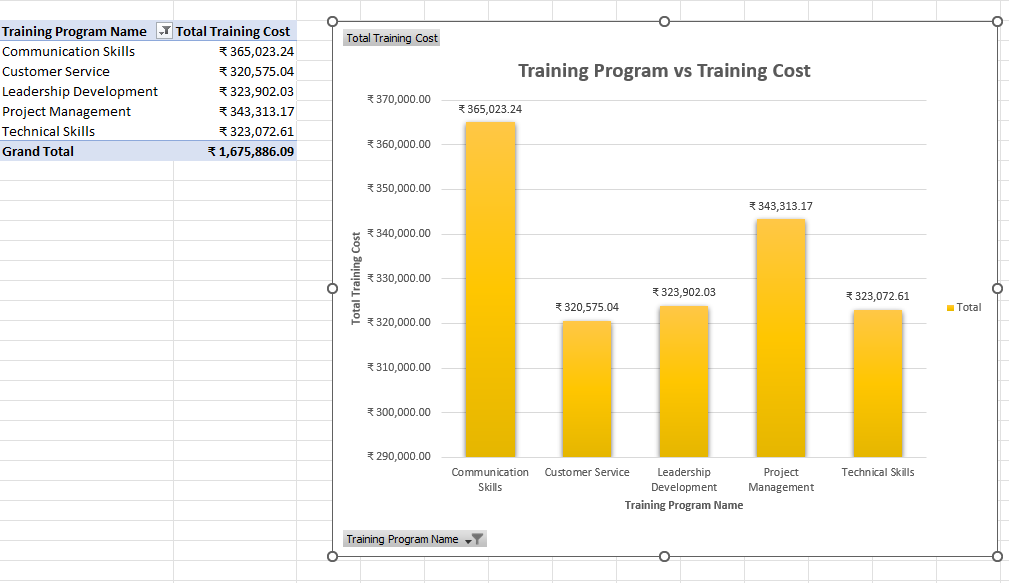 Training Program Name Total Training Cost
Communication Skills ₹ 365,023.24
Customer Service ₹ 320,575.04
Leadership Development ₹ 323,902.03
Project Management ₹ 343,313.17
Technical Skills ₹ 323,072.61
Grand Total ₹ 1,675,886.09
Total Training Cost
Training Program vs Training Cost
₹ 370,000.00
₹ 360,000.00
₹ 350,000.00
₹ 340,000.00
₹ 330,000.00
₹ 320,000.00
₹ 310,000.00
₹ 300,000.00
₹ 290,000.00
Total Training Cost
₹ 365,023.24
₹ 320,575.04
₹ 323,902.03
₹ 343,313.17
₹ 323,072.61
Total
Communication
Skills
Customer Service
Leadership
Development
Project
Management
Technical Skills
Training Program Name
Training Program Name